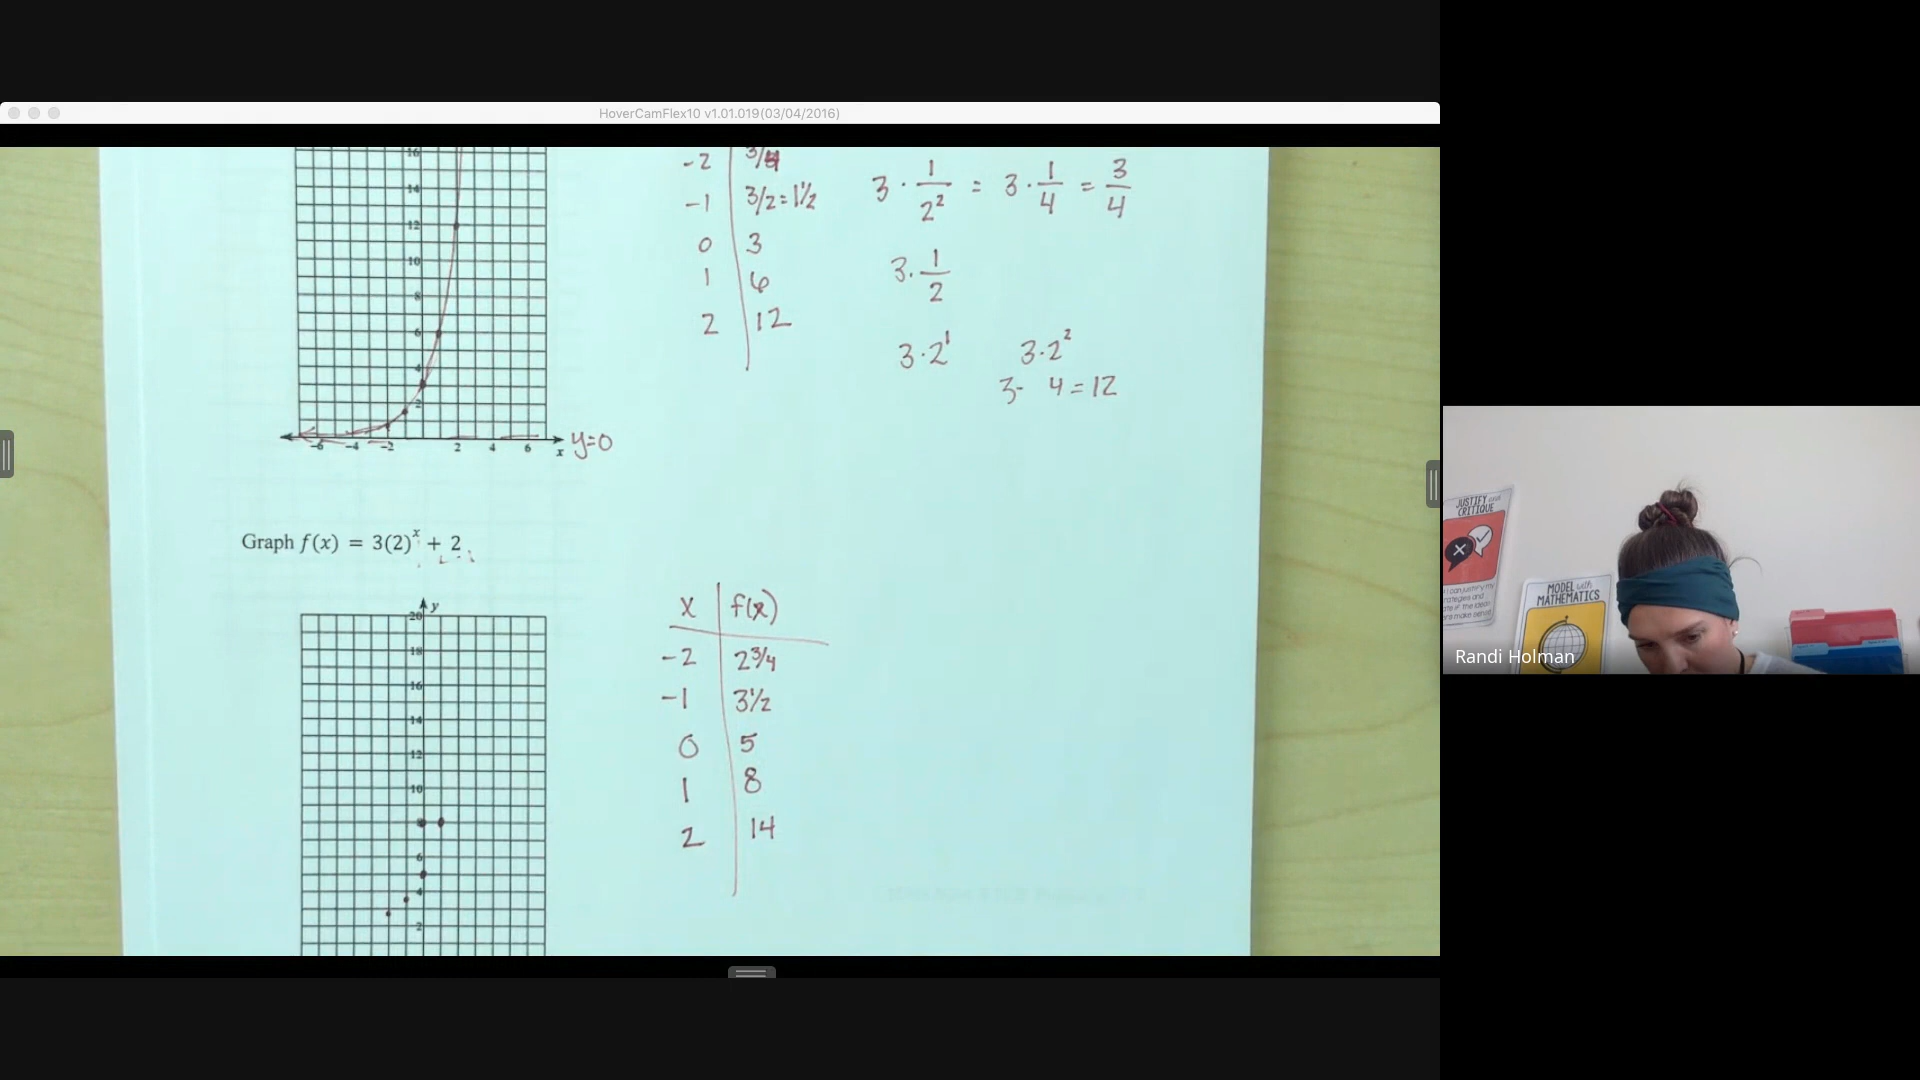 HoverCamFlex10 v1.01.019(03/04/2016)
16
14
12
10
8
6
4
2
-6 -4 -2 2 4 6 x
y=0
-2 3/4
-1 3/2=1½
0 3
1 6
2 12
3 · 1/2² = 3 · 1/4 = 3/4
3 · 1/2
3·2¹ 3·2²
3· 4=12
Graph f(x) = 3(2)ˣ + 2
y
20
18
16
14
12
10
6
4
2
x f(x)
-2 2¾
-1 3½
0 5
1 8
2 14
JUSTIFY and
CRITIQUE
MODEL with
MATHEMATICS
Randi Holman